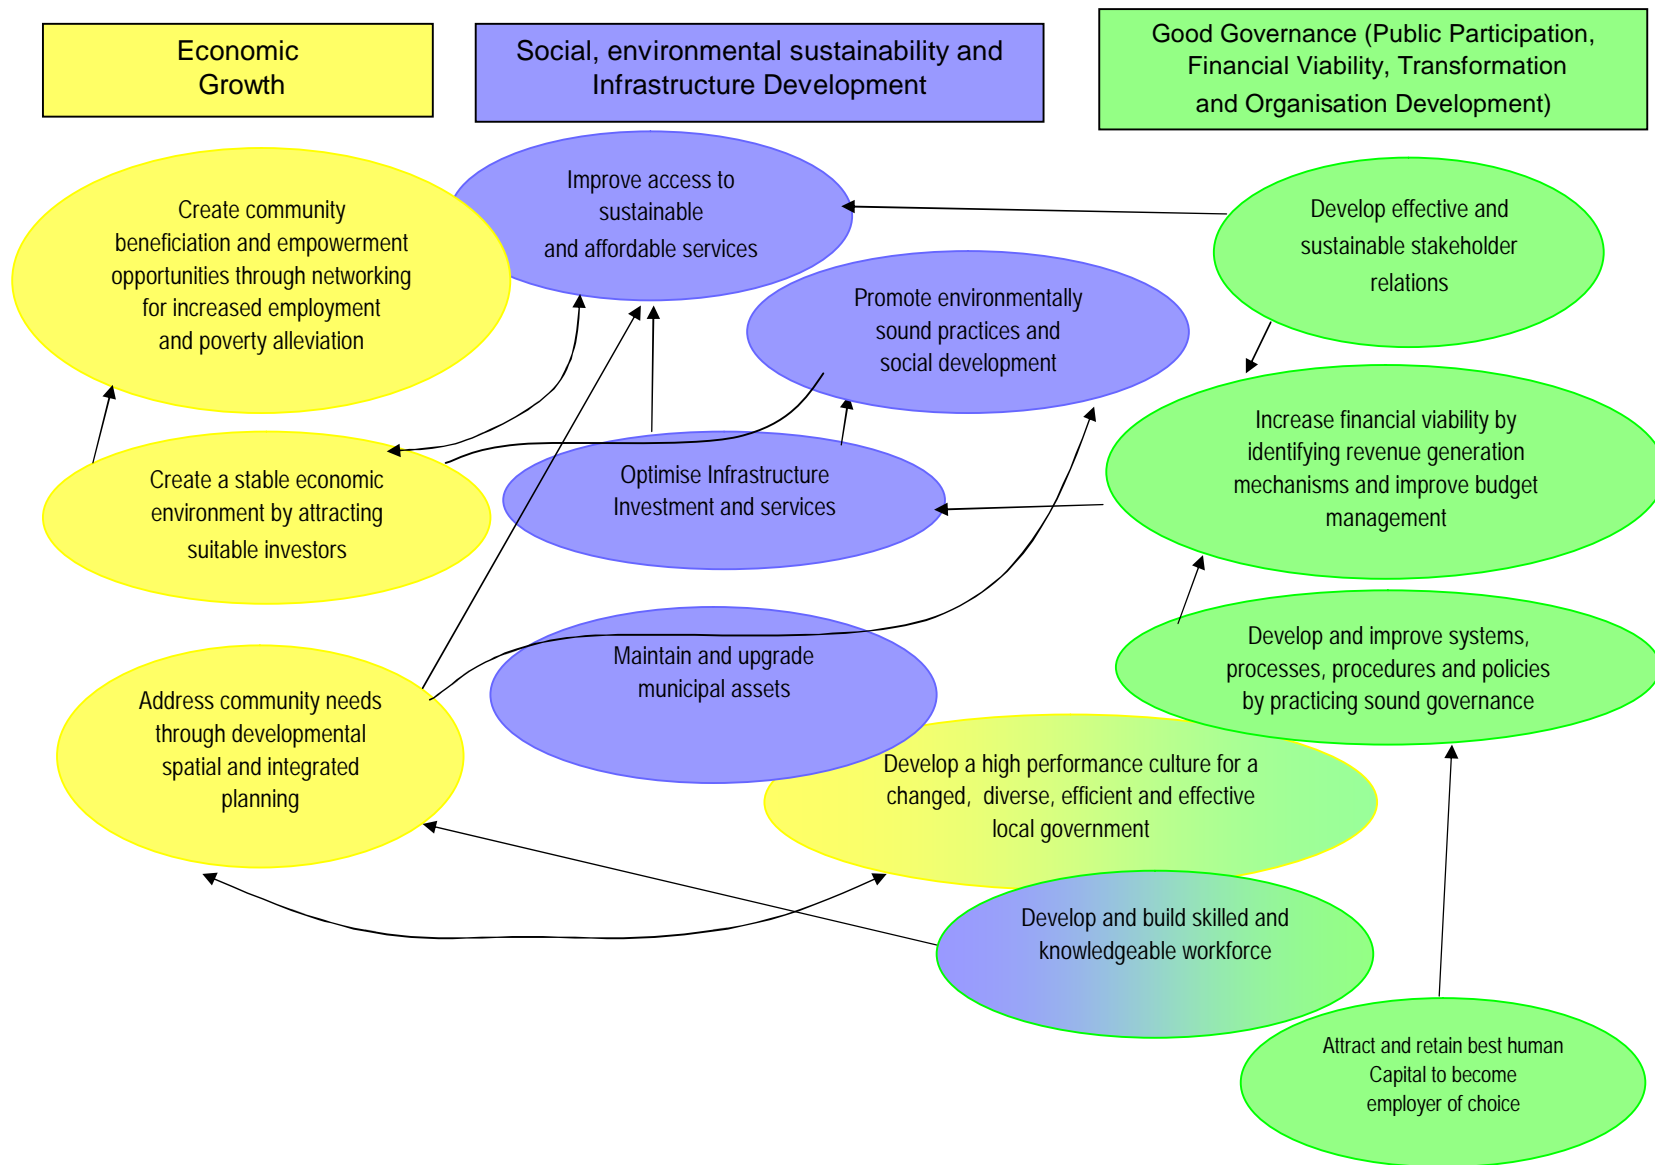 Economic
Growth
Social, environmental sustainability and
Infrastructure Development
Good Governance (Public Participation,
Financial Viability, Transformation
and Organisation Development)
Create community
beneficiation and empowerment
opportunities through networking
for increased employment
and poverty alleviation
Improve access to
sustainable
and affordable services
Develop effective and
sustainable stakeholder
relations
Promote environmentally
sound practices and
social development
Create a stable economic
environment by attracting
suitable investors
Optimise Infrastructure
Investment and services
Increase financial viability by
identifying revenue generation
mechanisms and improve budget
management
Maintain and upgrade
municipal assets
Develop and improve systems,
processes, procedures and policies
by practicing sound governance
Address community needs
through developmental
spatial and integrated
planning
Develop a high performance culture for a
changed, diverse, efficient and effective
local government
Develop and build skilled and
knowledgeable workforce
Attract and retain best human
Capital to become
employer of choice